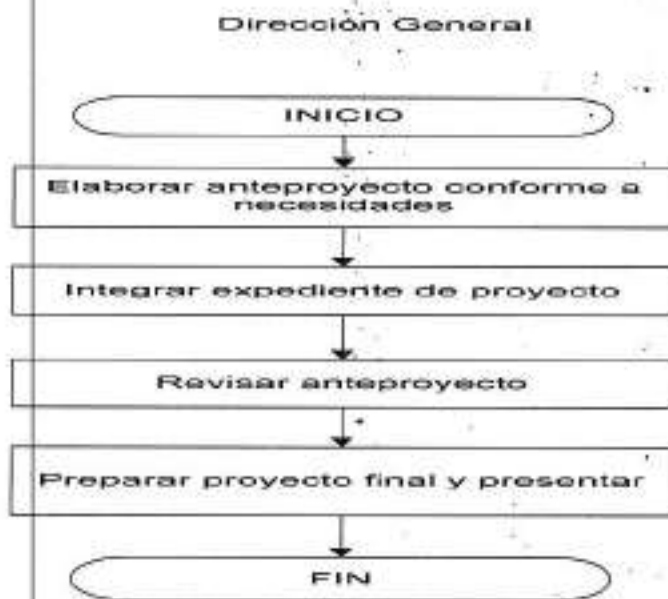 Dirección General
INICIO
Elaborar anteproyecto conforme a
necesidades
Integrar expediente de proyecto
Revisar anteproyecto
Preparar proyecto final y presentar
FIN